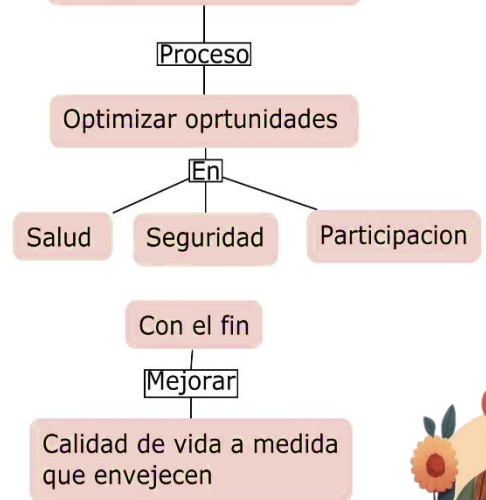 Proceso
Optimizar oprtunidades
En
Salud
Seguridad
Participacion
Con el fin
Mejorar
Calidad de vida a medida
que envejecen